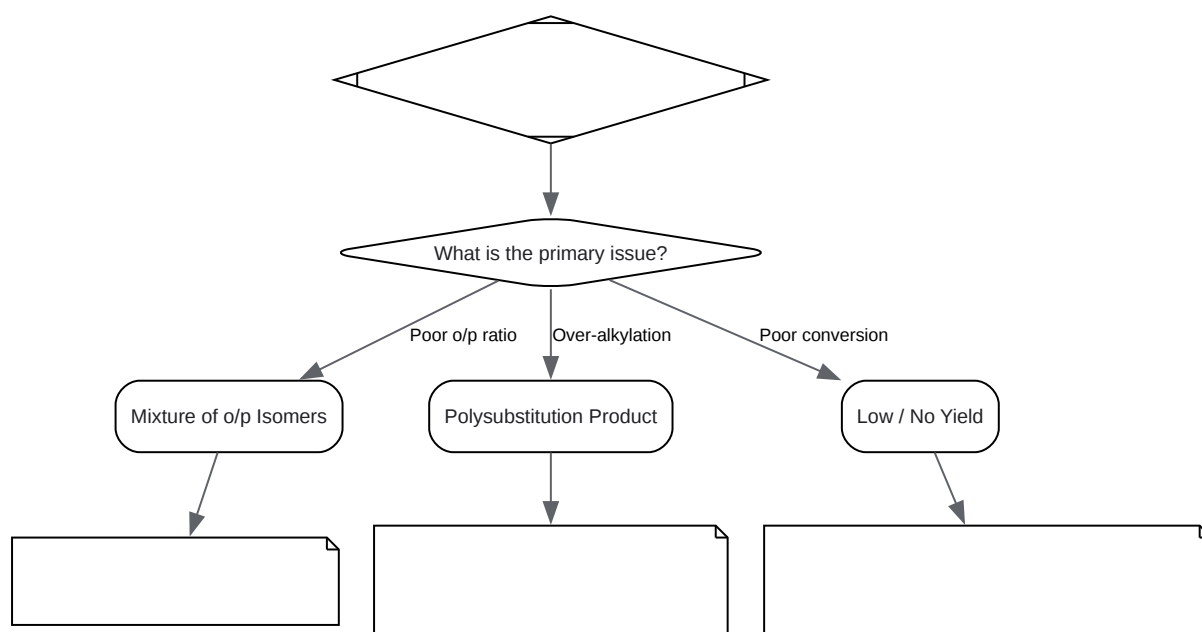 What is the primary issue?
Poor o/p ratio
Over-alkylation
Poor conversion
Mixture of o/p Isomers
Polysubstitution Product
Low / No Yield